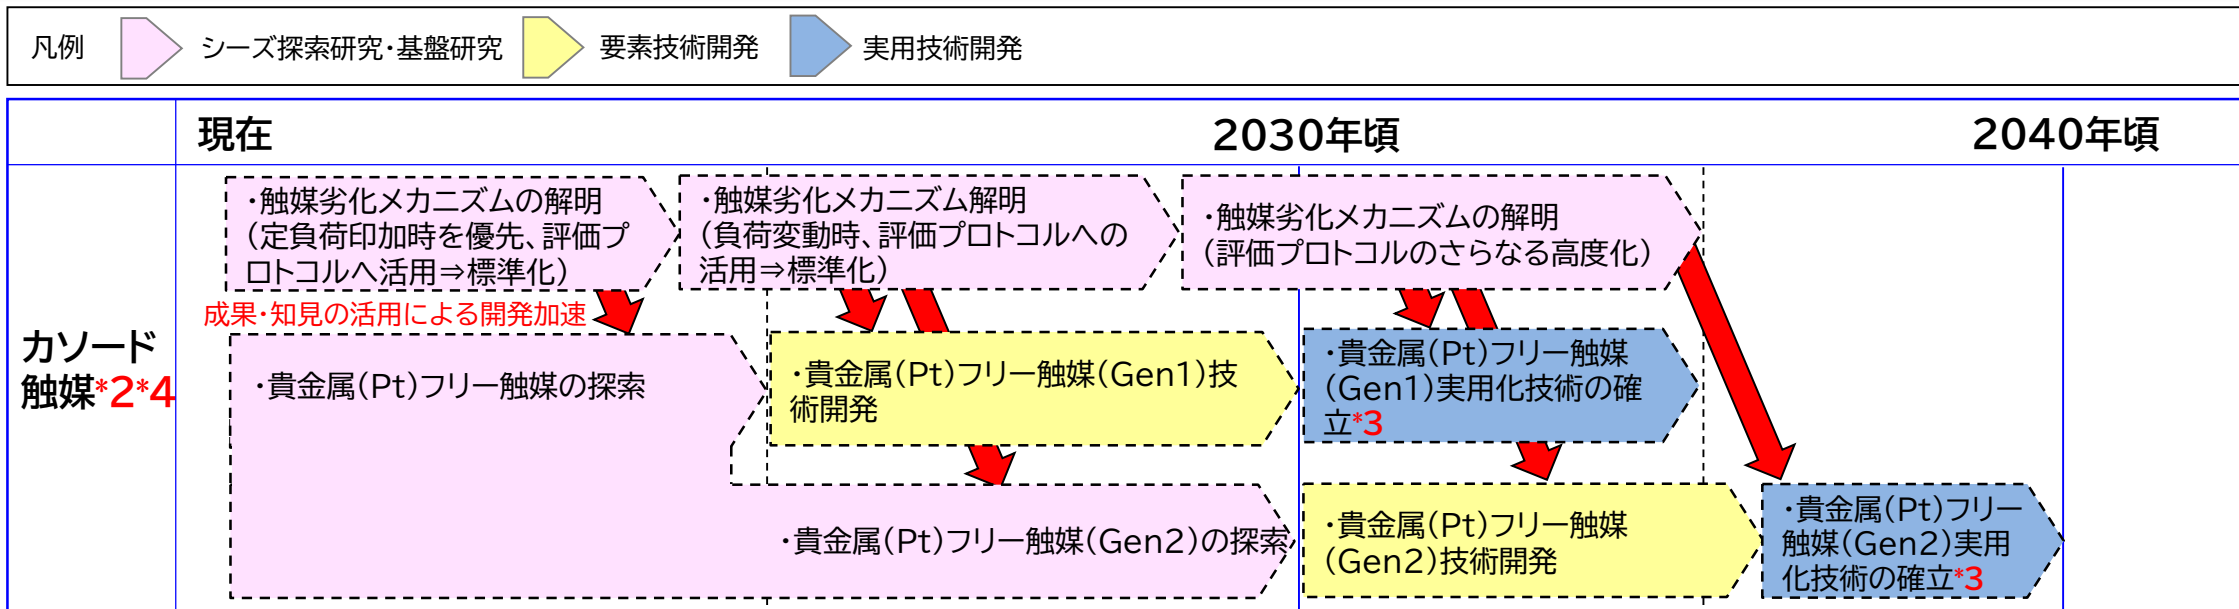 凡例
シーズ探索研究・基盤研究
要素技術開発
実用技術開発
現在
2030年頃
2040年頃
カソード
触媒*2*4
・触媒劣化メカニズムの解明
(定負荷印加時を優先、評価プ
ロトコルへ活用⇒標準化)
・触媒劣化メカニズム解明
(負荷変動時、評価プロトコルへの
活用⇒標準化)
・触媒劣化メカニズムの解明
(評価プロトコルのさらなる高度化)
成果・知見の活用による開発加速
・貴金属(Pt)フリー触媒の探索
・貴金属(Pt)フリー触媒(Gen1)技
術開発
・貴金属(Pt)フリー触媒
(Gen1)実用化技術の確
立*3
・貴金属(Pt)フリー触媒(Gen2)の探索
・貴金属(Pt)フリー触媒
(Gen2)技術開発
・貴金属(Pt)フリー
触媒(Gen2)実用
化技術の確立*3